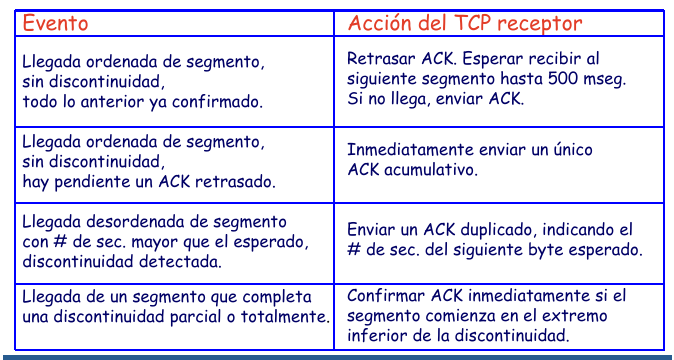 Evento
Acción del TCP receptor
Llegada ordenada de segmento,
sin discontinuidad,
todo lo anterior ya confirmado.
Retrasar ACK. Esperar recibir al
siguiente segmento hasta 500 mseg.
Si no llega, enviar ACK.
Llegada ordenada de segmento,
sin discontinuidad,
hay pendiente un ACK retrasado.
Inmediatamente enviar un único
ACK acumulativo.
Llegada desordenada de segmento
con # de sec. mayor que el esperado,
discontinuidad detectada.
Enviar un ACK duplicado, indicando el
# de sec. del siguiente byte esperado.
Llegada de un segmento que completa
una discontinuidad parcial o totalmente.
Confirmar ACK inmediatamente si el
segmento comienza en el extremo
inferior de la discontinuidad.